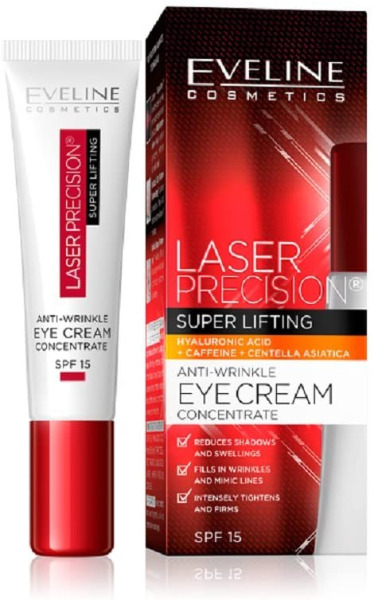 EVELINE
COSMETICS
LASER PRECISION®
SUPER LIFTING
ANTI-WRINKLE
EYE CREAM
CONCENTRATE
SPF 15
EVELINE
COSMETICS
LASER
PRECISION®
SUPER LIFTING
HYALURONIC ACID
+ CAFFEINE + CENTELLA ASIATICA
ANTI-WRINKLE
EYE CREAM
CONCENTRATE
REDUCES SHADOWS
AND SWELLINGS
FILLS IN WRINKLES
AND MIMIC LINES
INTENSELY TIGHTENS
AND FIRMS
SPF 15